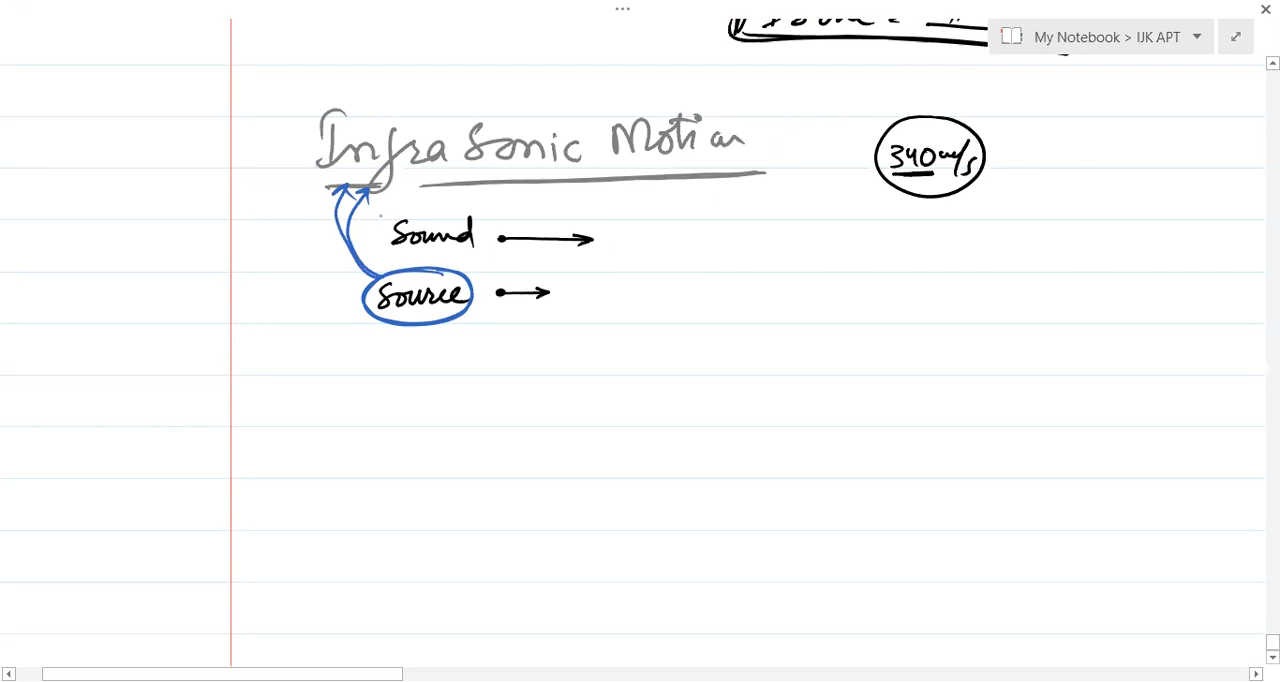 My Notebook > IJK APT
Infrasonic Motion
340m/s
Sound
Source